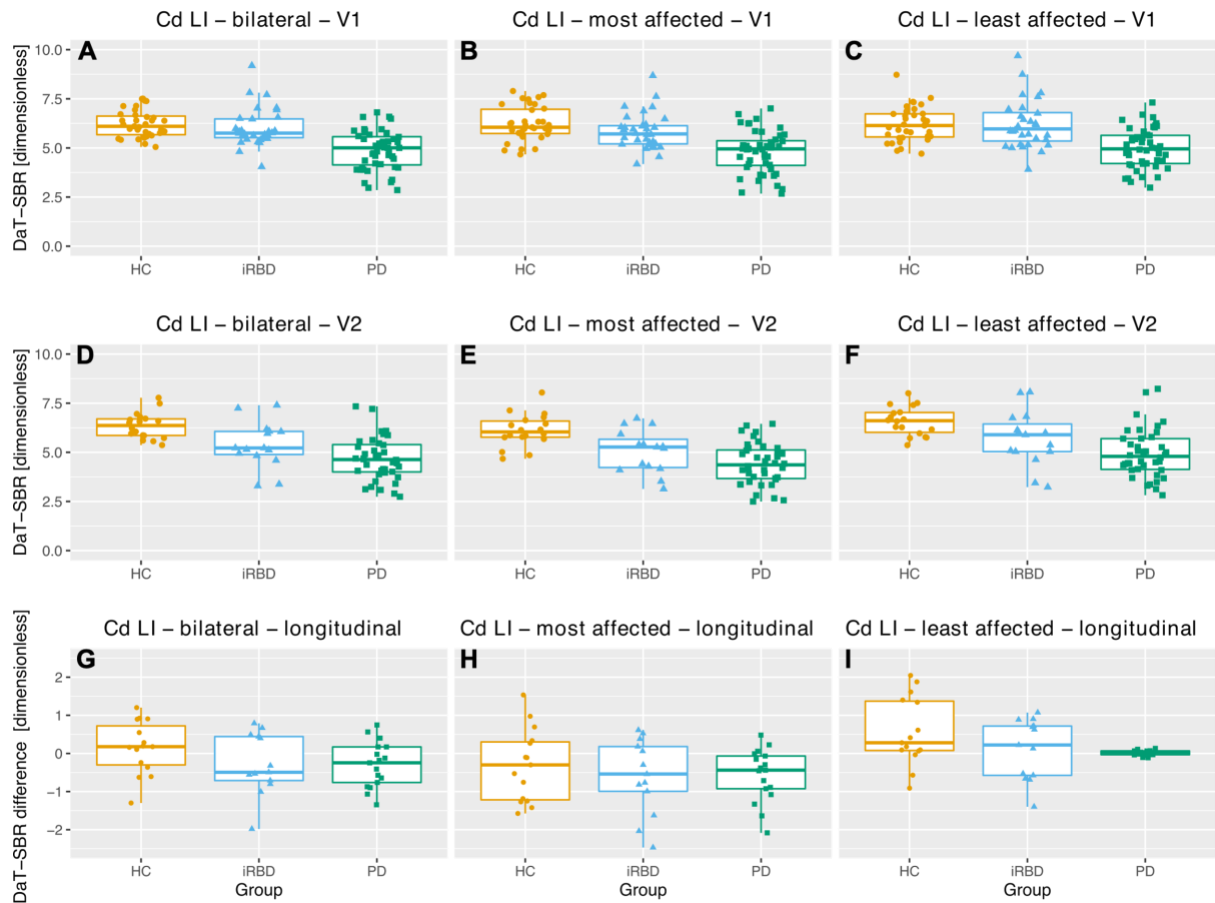 Cd LI – bilateral – V1
Cd LI – most affected – V1
Cd LI – least affected – V1
DaT−SBR [dimensionless]
10.0
7.5
5.0
2.5
0.0
A
B
C
HC iRBD PD
HC iRBD PD
HC iRBD PD
Cd LI – bilateral – V2
Cd LI – most affected – V2
Cd LI – least affected – V2
DaT−SBR [dimensionless]
10.0
7.5
5.0
2.5
0.0
D
E
F
HC iRBD PD
HC iRBD PD
HC iRBD PD
Cd LI – bilateral – longitudinal
Cd LI – most affected – longitudinal
Cd LI – least affected – longitudinal
DaT−SBR difference [dimensionless]
2
1
0
−1
−2
G
H
I
HC iRBD PD
HC iRBD PD
HC iRBD PD
Group
Group
Group